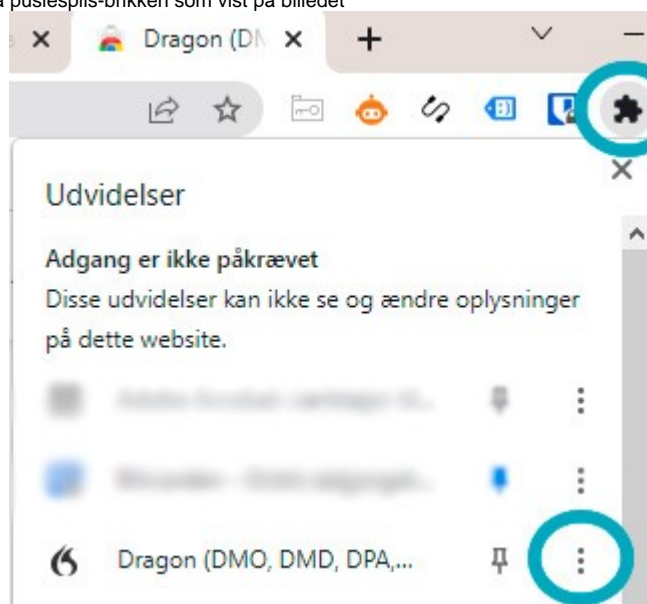 puslespils-brikken som vist på billedet
Dragon (DM
Udvidelser
Adgang er ikke påkrævet
Disse udvidelser kan ikke se og ændre oplysninger
på dette website.
Dragon (DMO, DMD, DPA,...